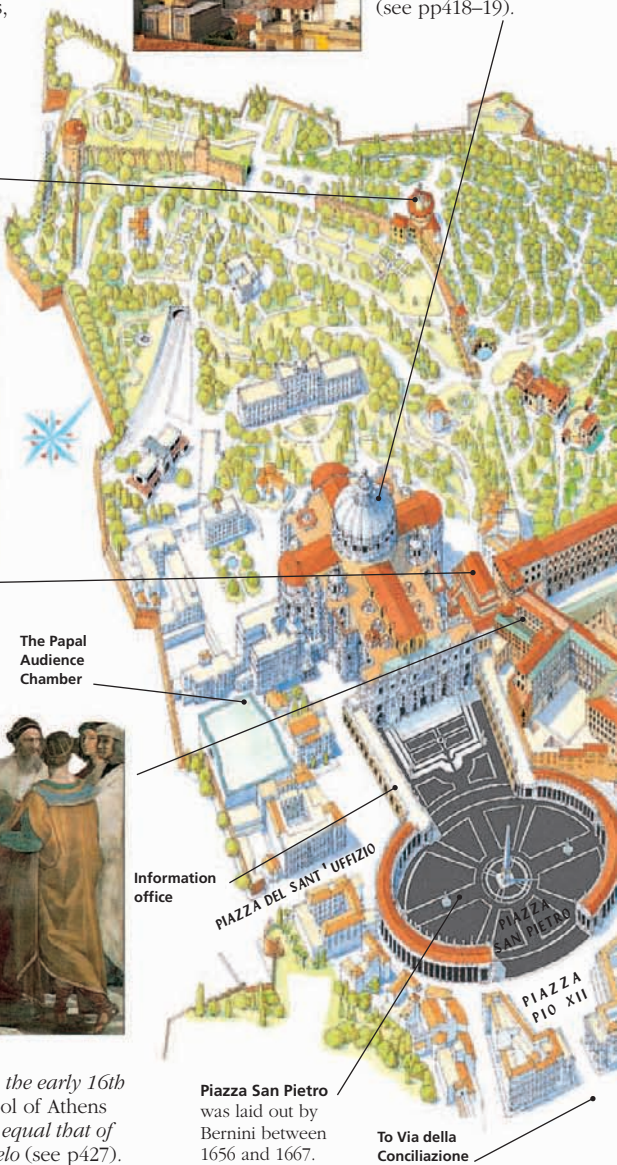 s,
(see pp418–19).
The Papal
Audience
Chamber
Information
office
PIAZZA DEL SANT'UFFIZIO
PIAZZA
SAN PIETRO
PIAZZA
PIO XII
the early 16th
ol of Athens
equal that of
elo (see p427).
Piazza San Pietro
was laid out by
Bernini between
1656 and 1667.
To Via della
Conciliazione